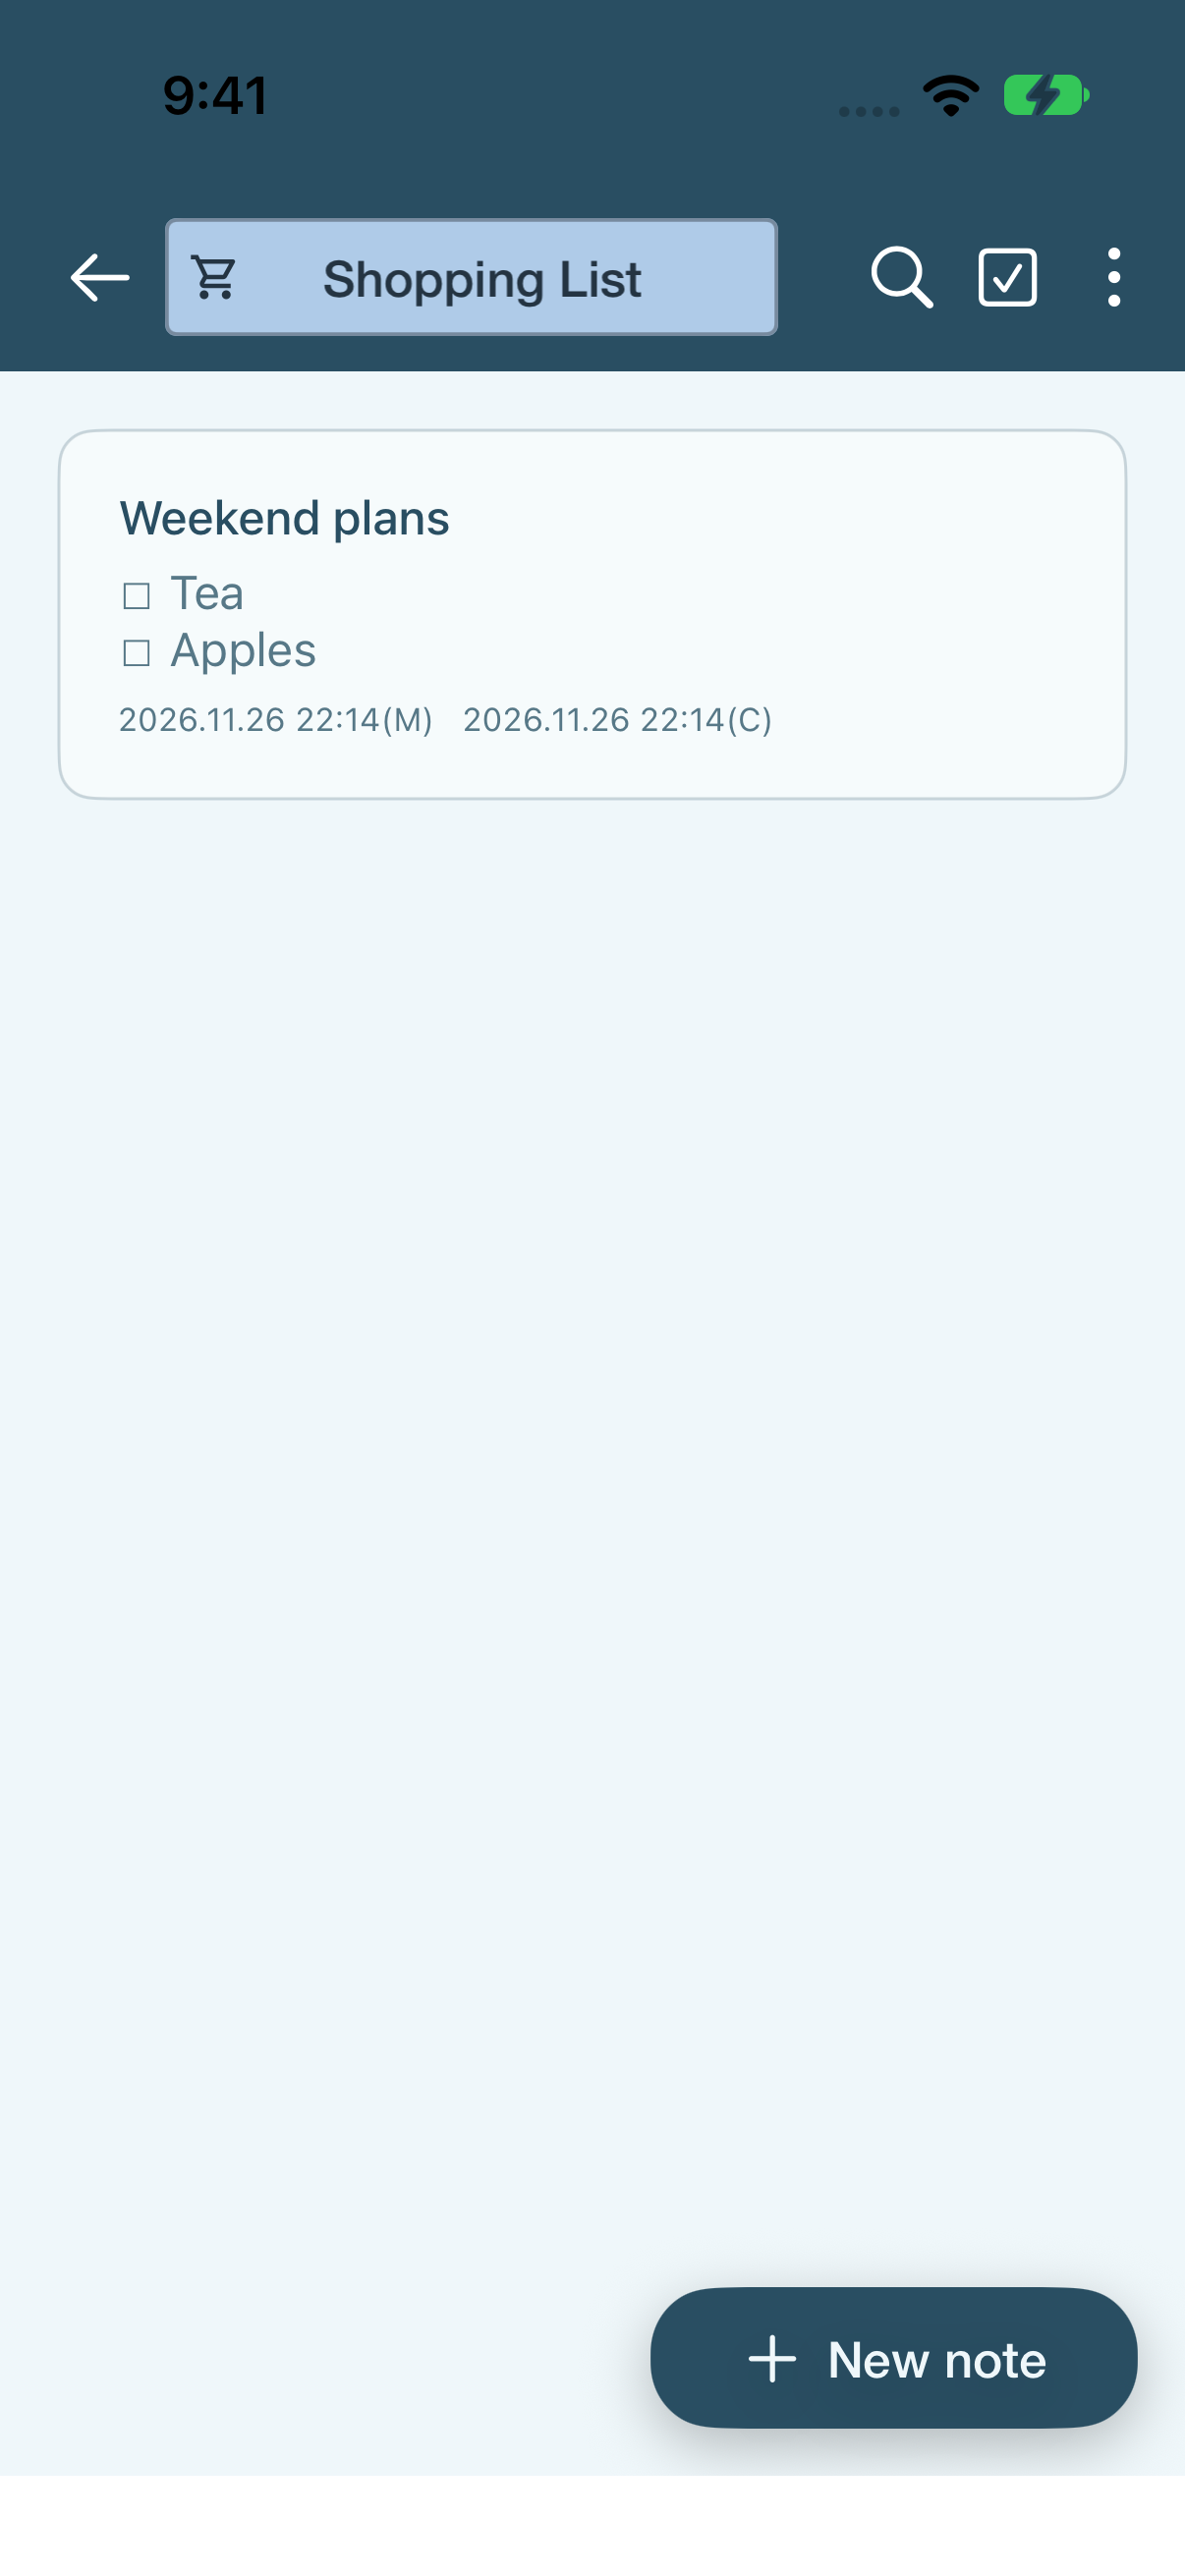 9:41
Shopping List
Weekend plans
☐ Tea
☐ Apples
2026.11.26 22:14(M) 2026.11.26 22:14(C)
New note